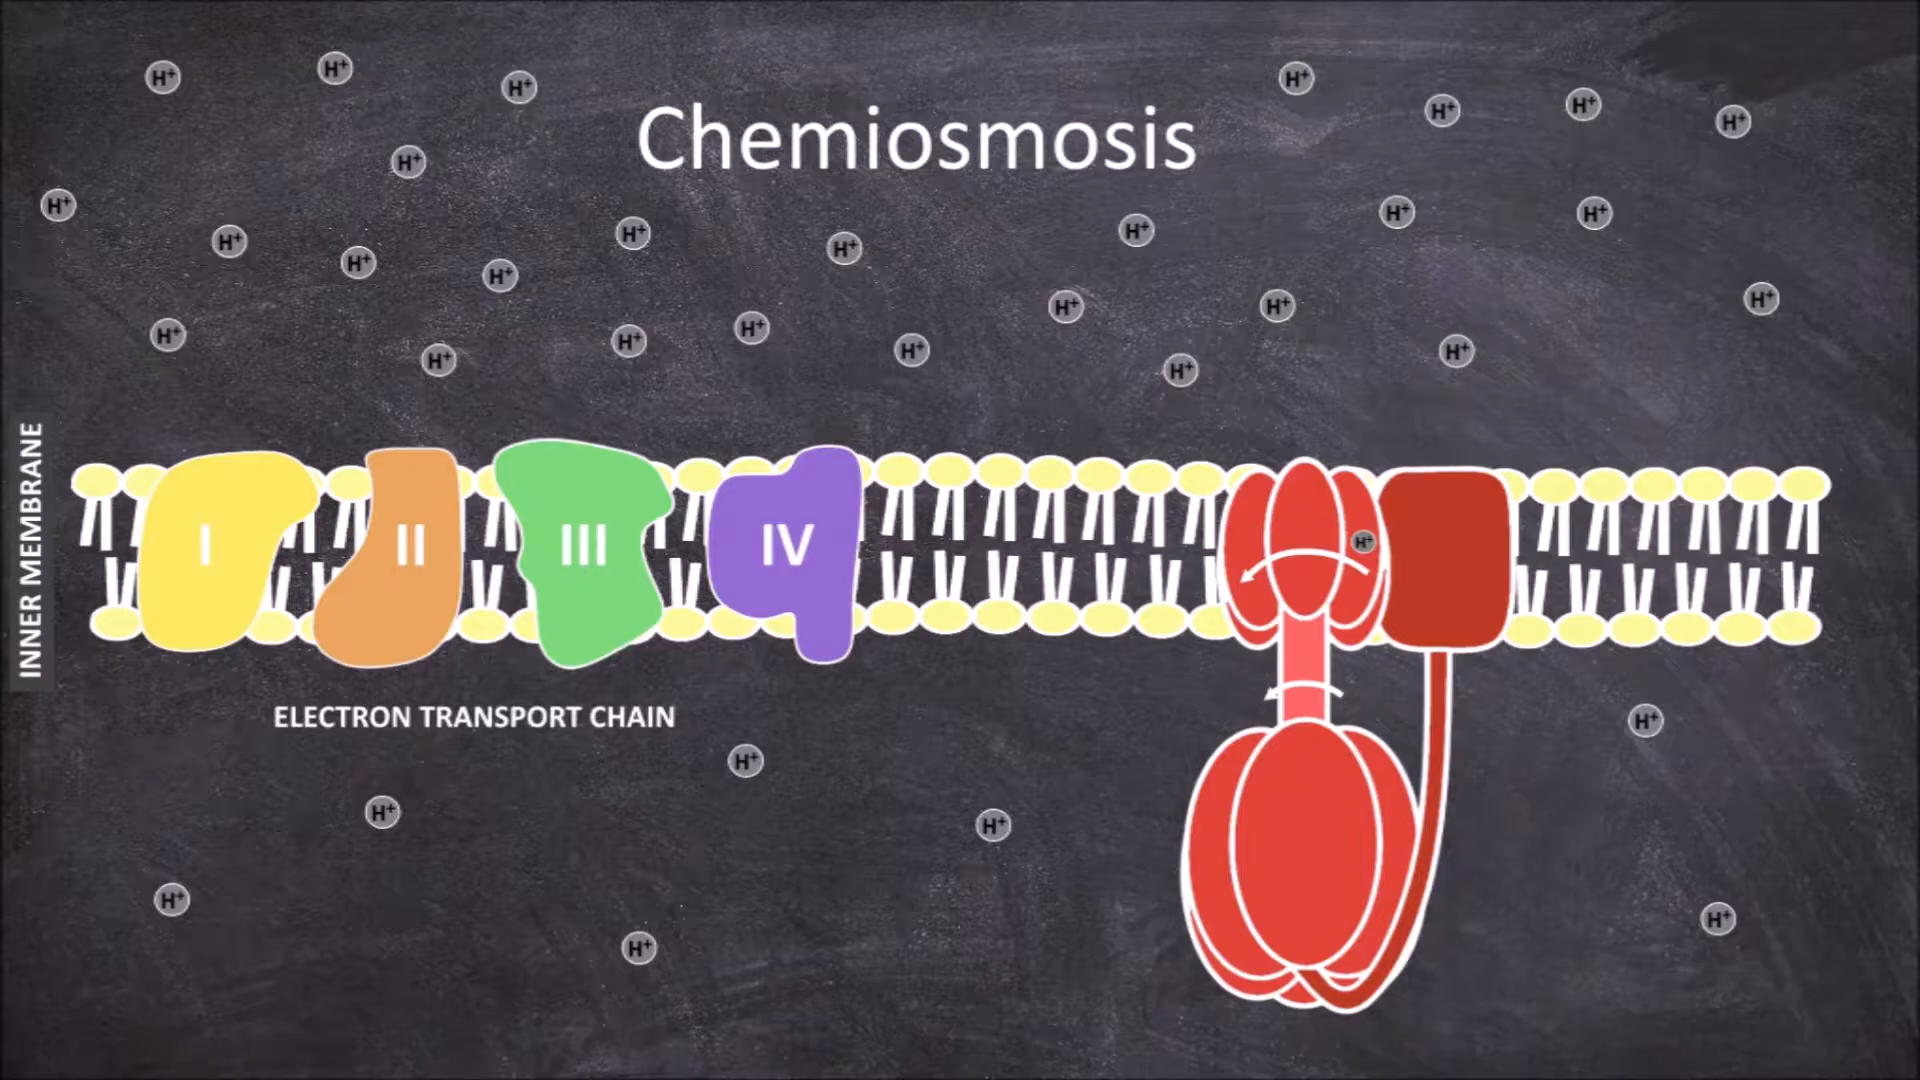 H⁺ H⁺ H⁺ H⁺ H⁺ H⁺ H⁺
Chemiosmosis
H⁺
H⁺ H⁺ H⁺
H⁺ H⁺ H⁺ H⁺
H⁺ H⁺
H⁺ H⁺ H⁺
H⁺ H⁺ H⁺ H⁺ H⁺
H⁺ H⁺
INNER MEMBRANE
I II III IV H⁺
ELECTRON TRANSPORT CHAIN
H⁺
H⁺
H⁺ H⁺
H⁺ H⁺
H⁺